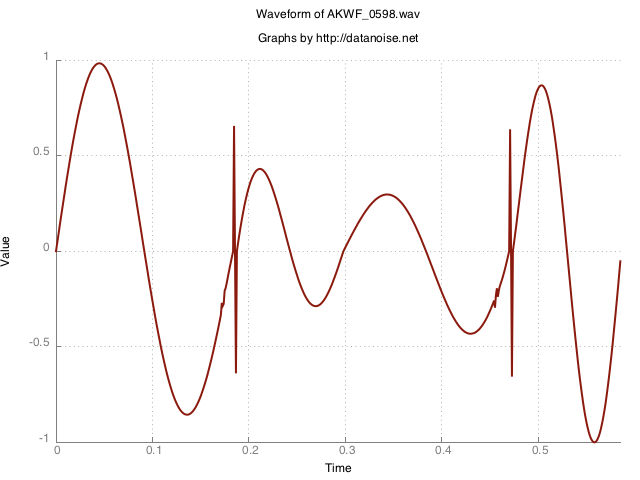 Waveform of AKWF_0598.wav
Graphs by http://datanoise.net
1
0.5
0
-0.5
-1
Value
0 0.1 0.2 0.3 0.4 0.5
Time